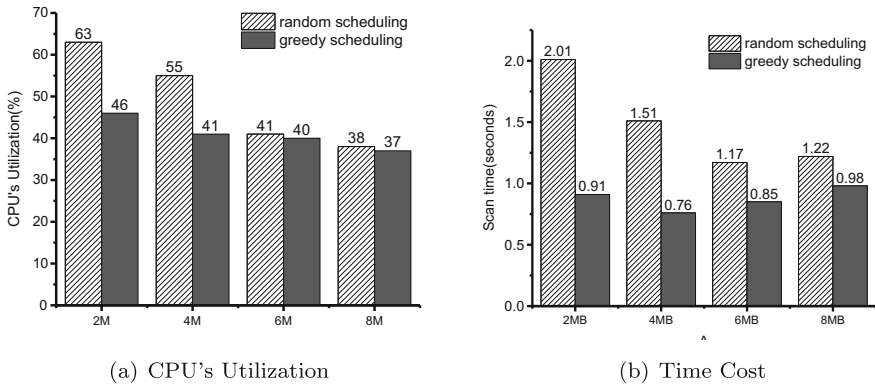 random scheduling
greedy scheduling
CPU's Utilization(%)
70
60
50
40
30
20
10
0
63
46
55
41
41
40
38
37
2M
4M
6M
8M
(a) CPU's Utilization
random scheduling
greedy scheduling
Scan time(seconds)
2.0
1.5
1.0
0.5
0.0
2.01
0.91
1.51
0.76
1.17
0.85
1.22
0.98
2MB
4MB
6MB
8MB
(b) Time Cost